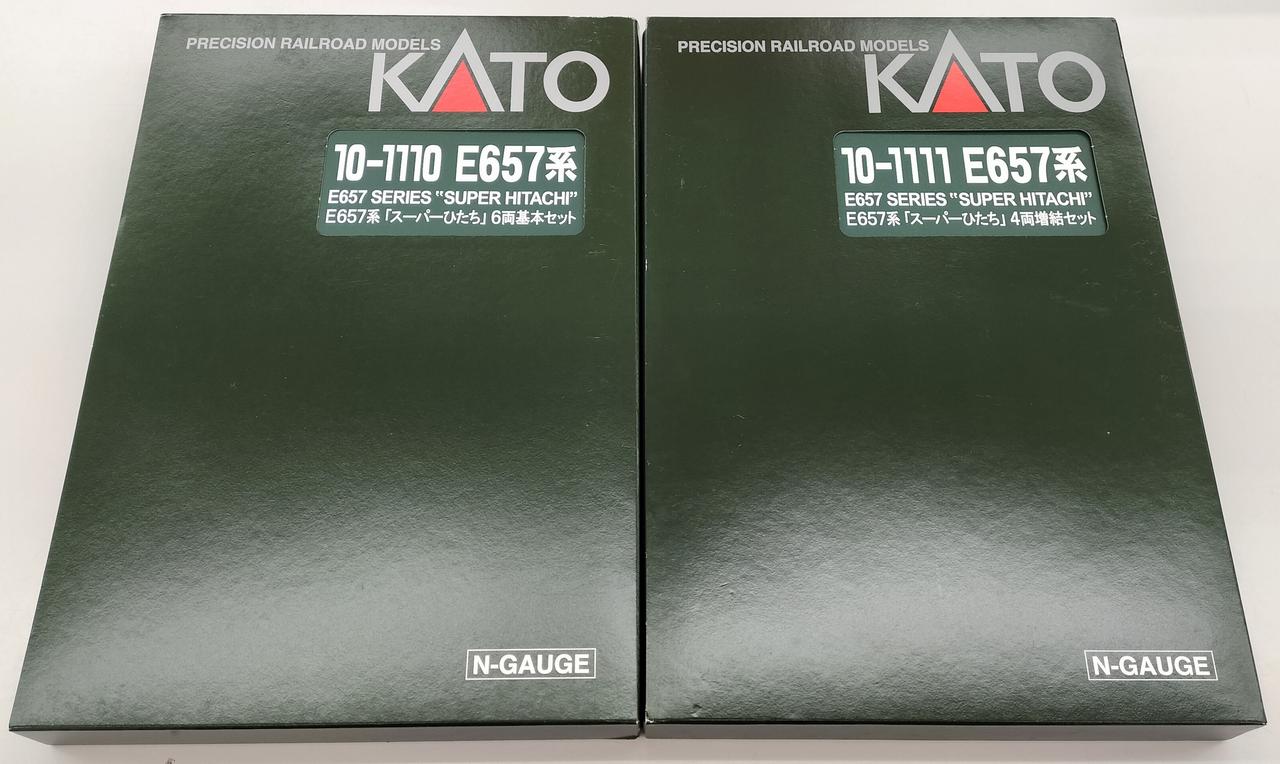 PRECISION RAILROAD MODELS
KATO
10-1110 E657系
E657 SERIES "SUPER HITACHI"
E657系「スーパーひたち」6両基本セット
N-GAUGE
PRECISION RAILROAD MODELS
KATO
10-1111 E657系
E657 SERIES "SUPER HITACHI"
E657系「スーパーひたち」4両増結セット
N-GAUGE